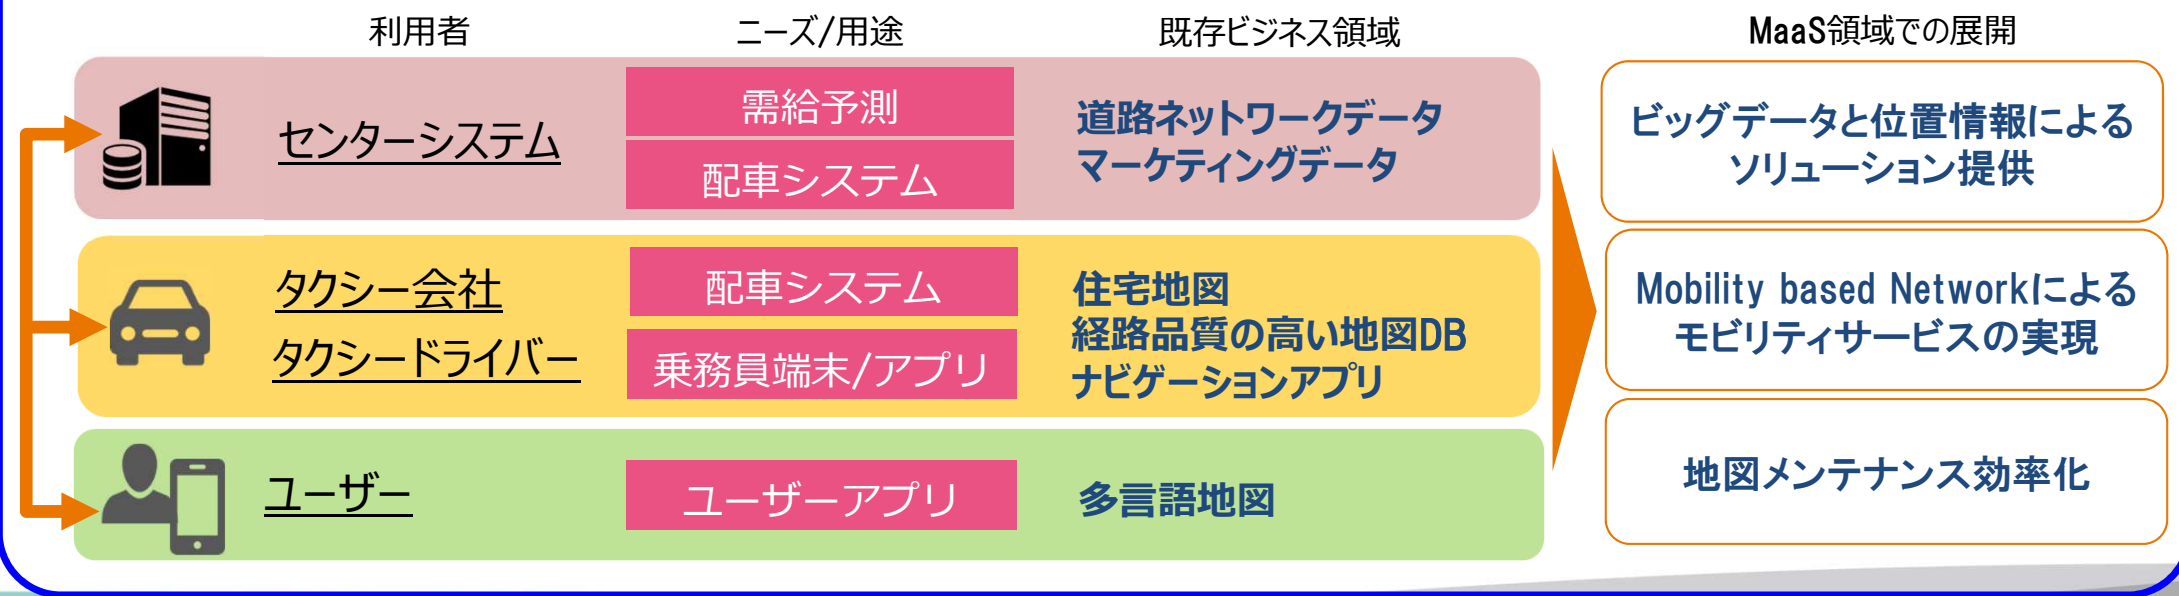 利用者
ニーズ/用途
既存ビジネス領域
MaaS領域での展開
センターシステム
需給予測
配車システム
道路ネットワークデータ
マーケティングデータ
ビッグデータと位置情報による
ソリューション提供
タクシー会社
タクシードライバー
配車システム
乗務員端末/アプリ
住宅地図
経路品質の高い地図DB
ナビゲーションアプリ
Mobility based Networkによる
モビリティサービスの実現
ユーザー
ユーザーアプリ
多言語地図
地図メンテナンス効率化